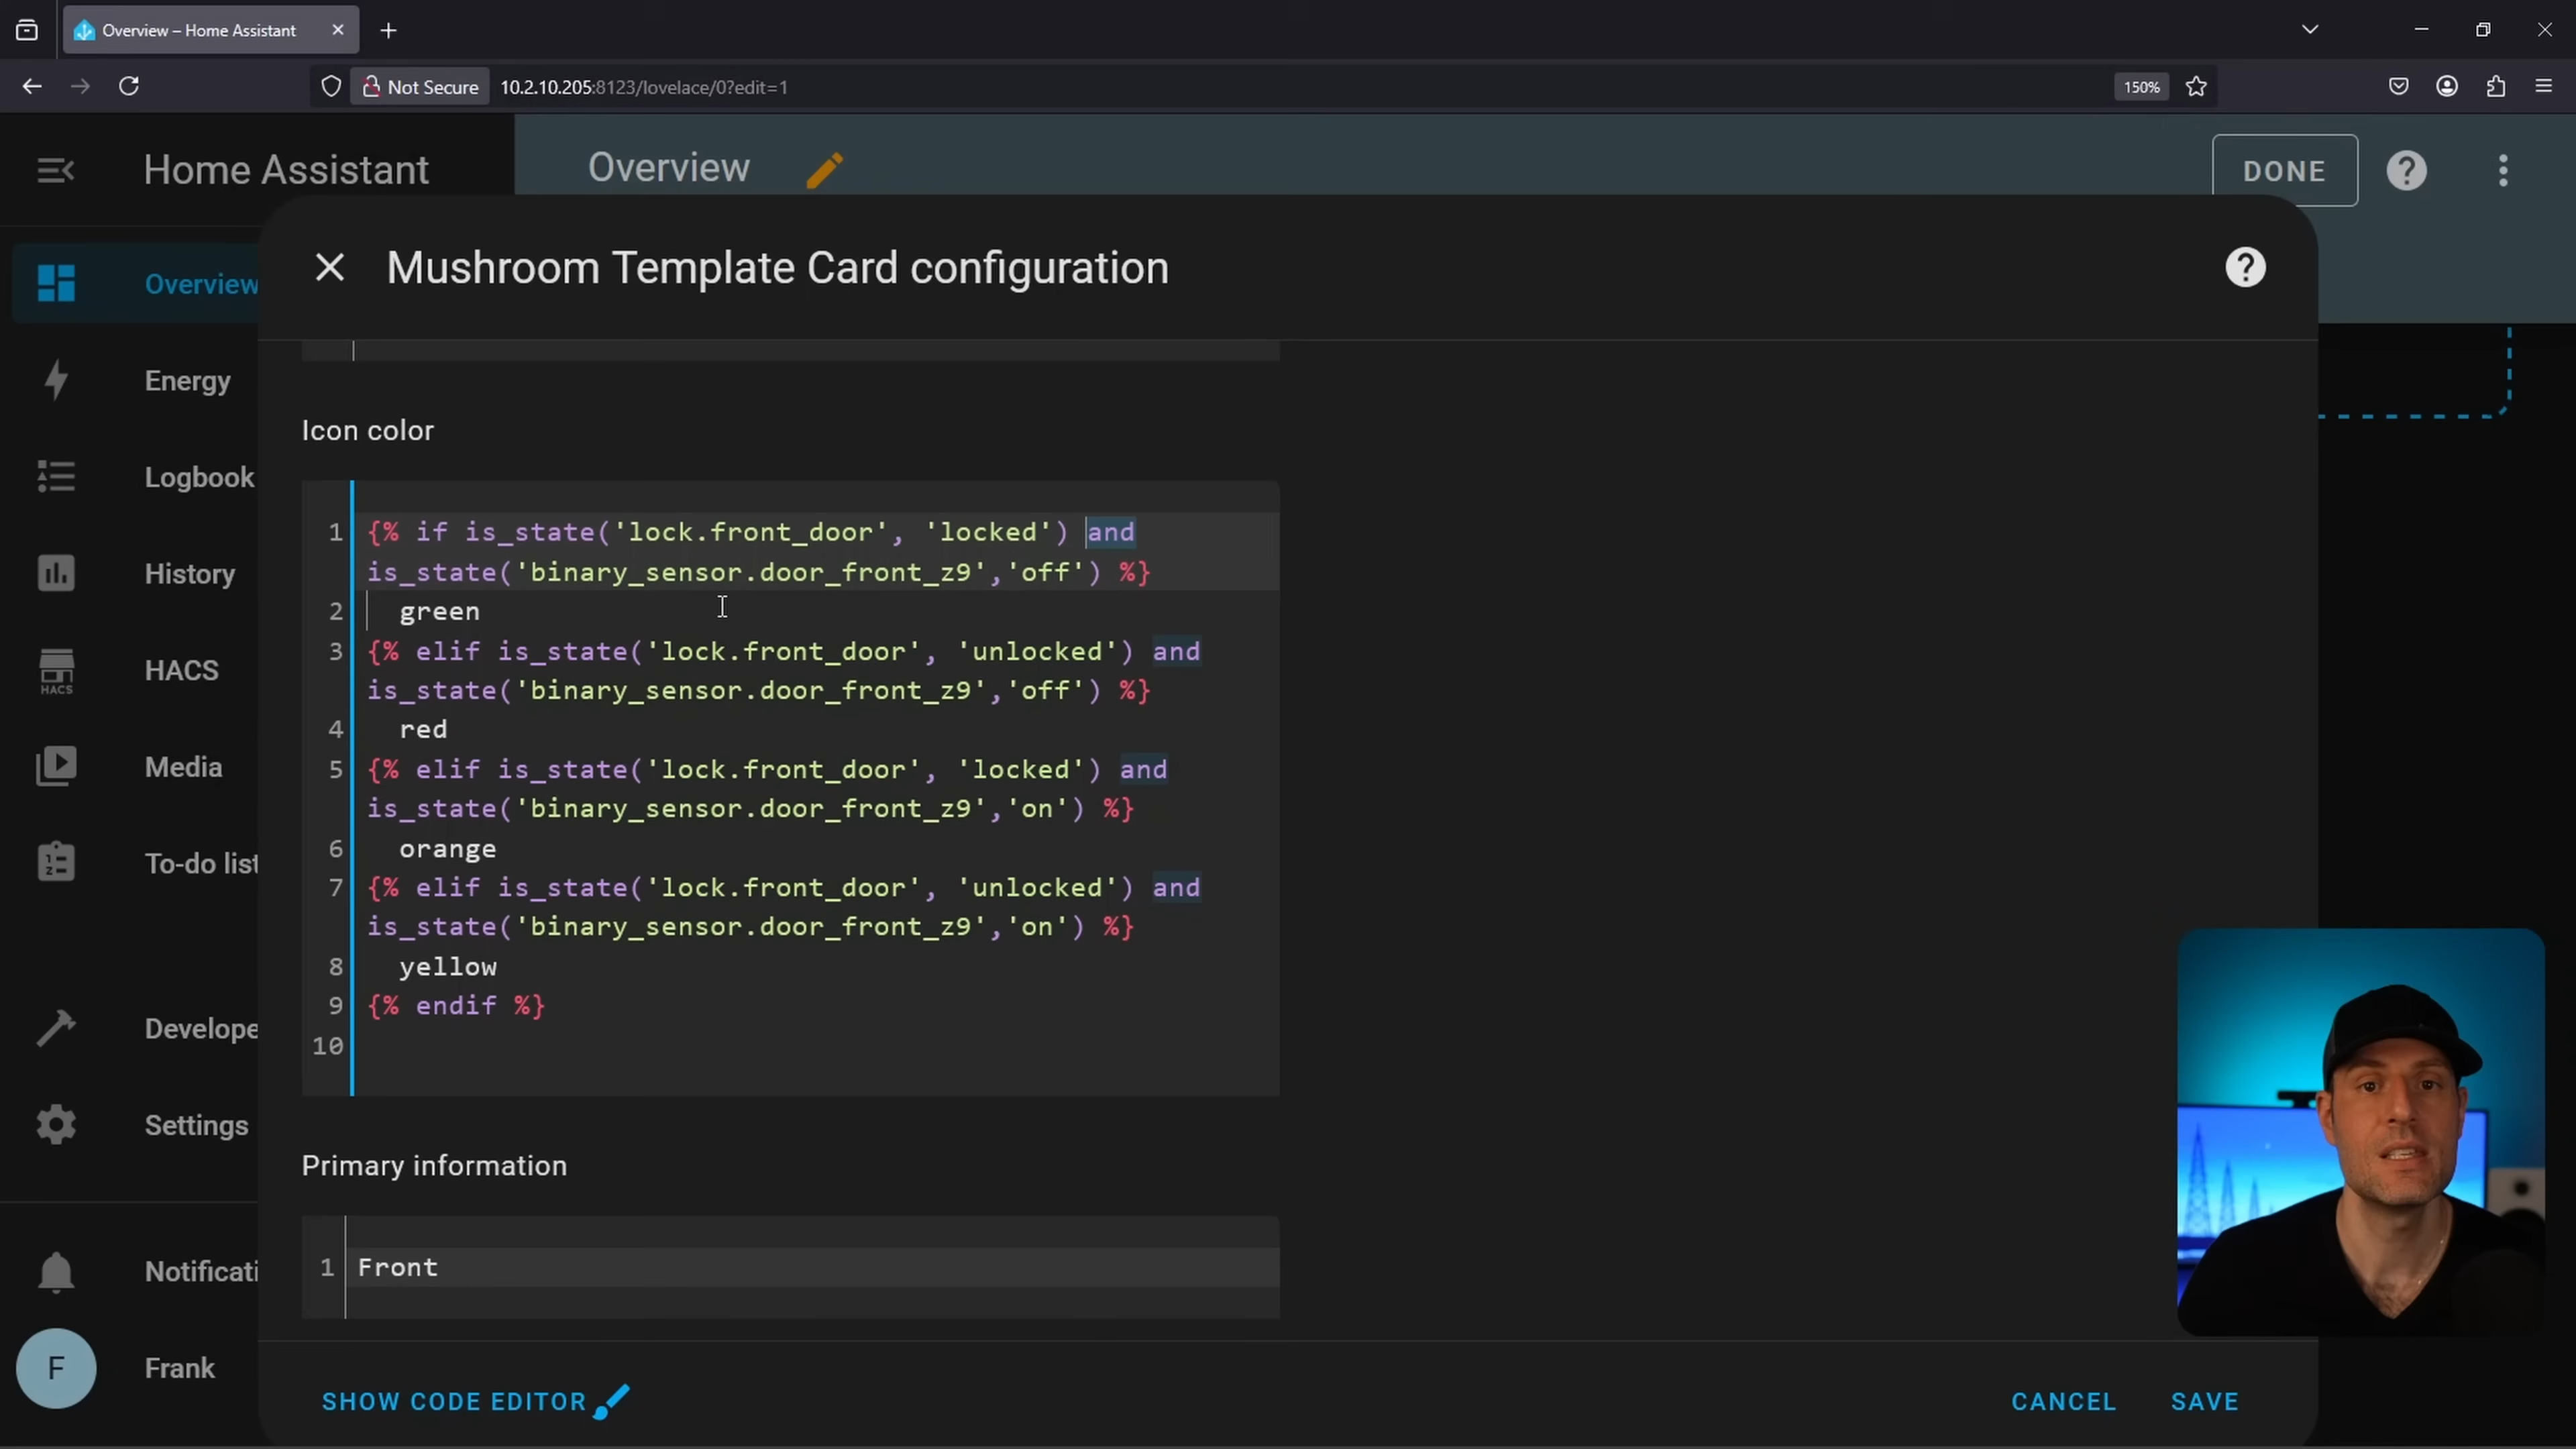 Overview – Home Assistant
Not Secure
10.2.10.205:8123/lovelace/0?edit=1
150%
Home Assistant
Overview
DONE
Overview
Energy
Logbook
History
HACS
HACS
Media
To-do list
Develope
Settings
Notificati
F
Frank
Mushroom Template Card configuration
Icon color
1 {% if is_state('lock.front_door', 'locked') and
is_state('binary_sensor.door_front_z9','off') %}
2 green
3 {% elif is_state('lock.front_door', 'unlocked') and
is_state('binary_sensor.door_front_z9','off') %}
4 red
5 {% elif is_state('lock.front_door', 'locked') and
is_state('binary_sensor.door_front_z9','on') %}
6 orange
7 {% elif is_state('lock.front_door', 'unlocked') and
is_state('binary_sensor.door_front_z9','on') %}
8 yellow
9 {% endif %}
10
Primary information
1 Front
SHOW CODE EDITOR
CANCEL
SAVE